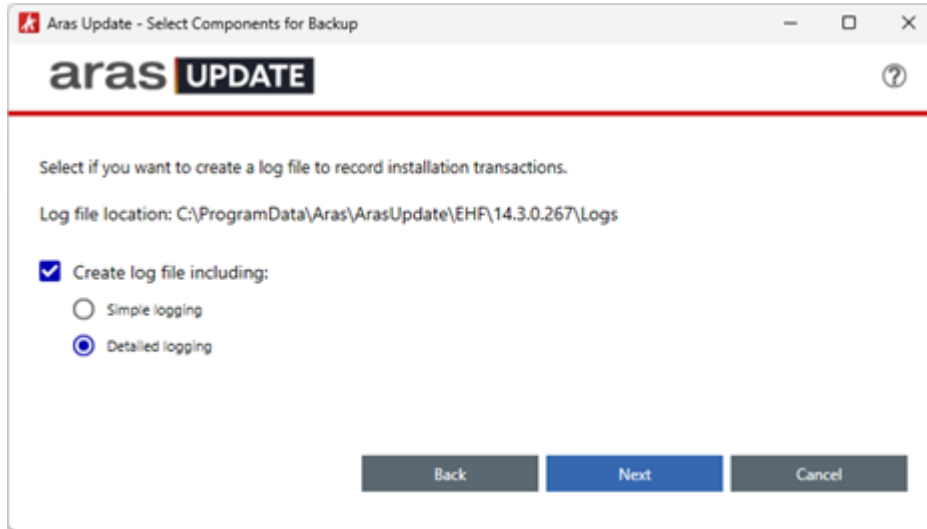 Aras Update - Select Components for Backup
aras UPDATE
Select if you want to create a log file to record installation transactions.
Log file location: C:\ProgramData\Aras\ArasUpdate\EHF\14.3.0.267\Logs
Create log file including:
Simple logging
Detailed logging
Back Next Cancel